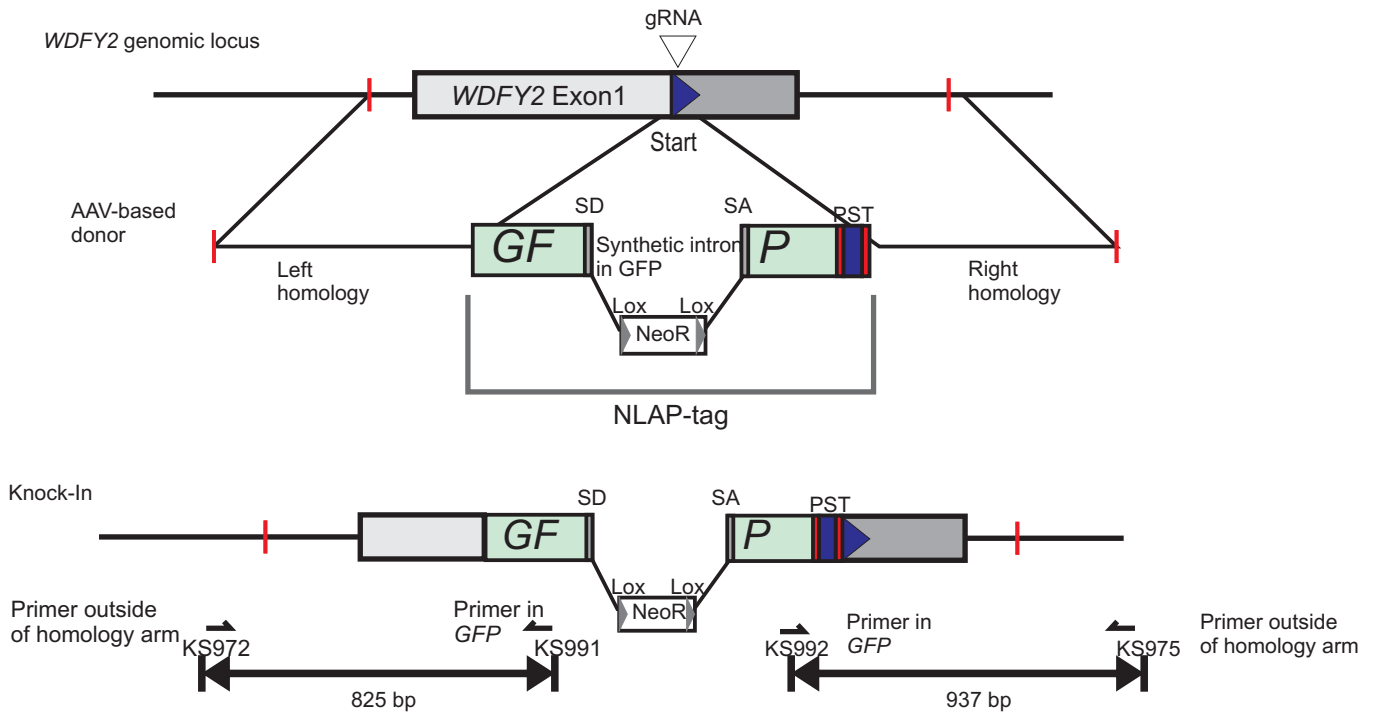 gRNA
WDFY2 genomic locus
WDFY2 Exon1
Start
AAV-based
donor
SD
SA
PST
GF
Synthetic intron
in GFP
P
Left
homology
Right
homology
Lox
Lox
NeoR
NLAP-tag
Knock-In
SD
SA
PST
GF
P
Lox
Lox
NeoR
Primer outside
of homology arm
Primer in
GFP
Primer in
GFP
Primer outside
of homology arm
KS972
KS991
KS992
KS975
825 bp
937 bp